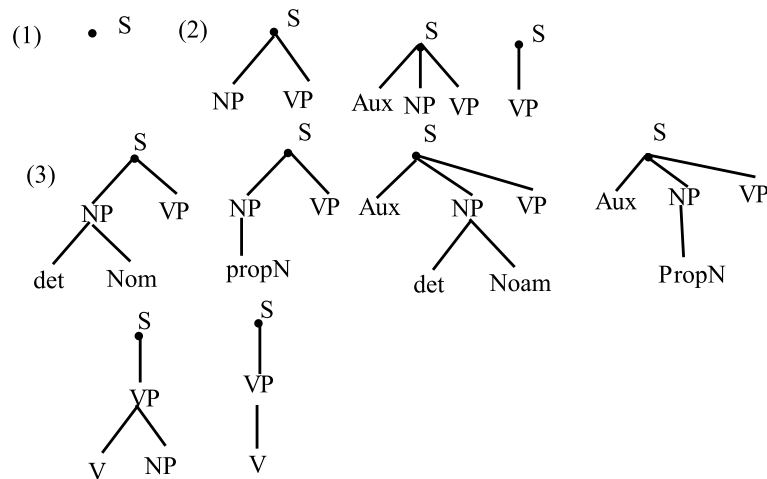 (1) S (2) S S S
NP VP Aux NP VP VP
(3) S S S S
NP VP NP VP Aux NP VP Aux NP VP
det Nom propN det Noam PropN
S S
VP VP
V NP V